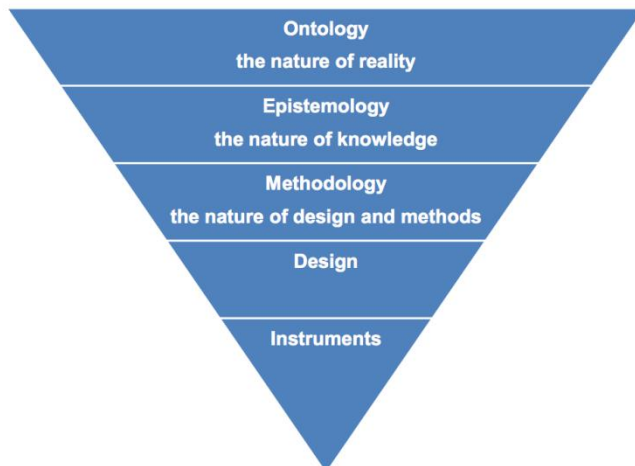 Ontology
the nature of reality
Epistemology
the nature of knowledge
Methodology
the nature of design and methods
Design
Instruments